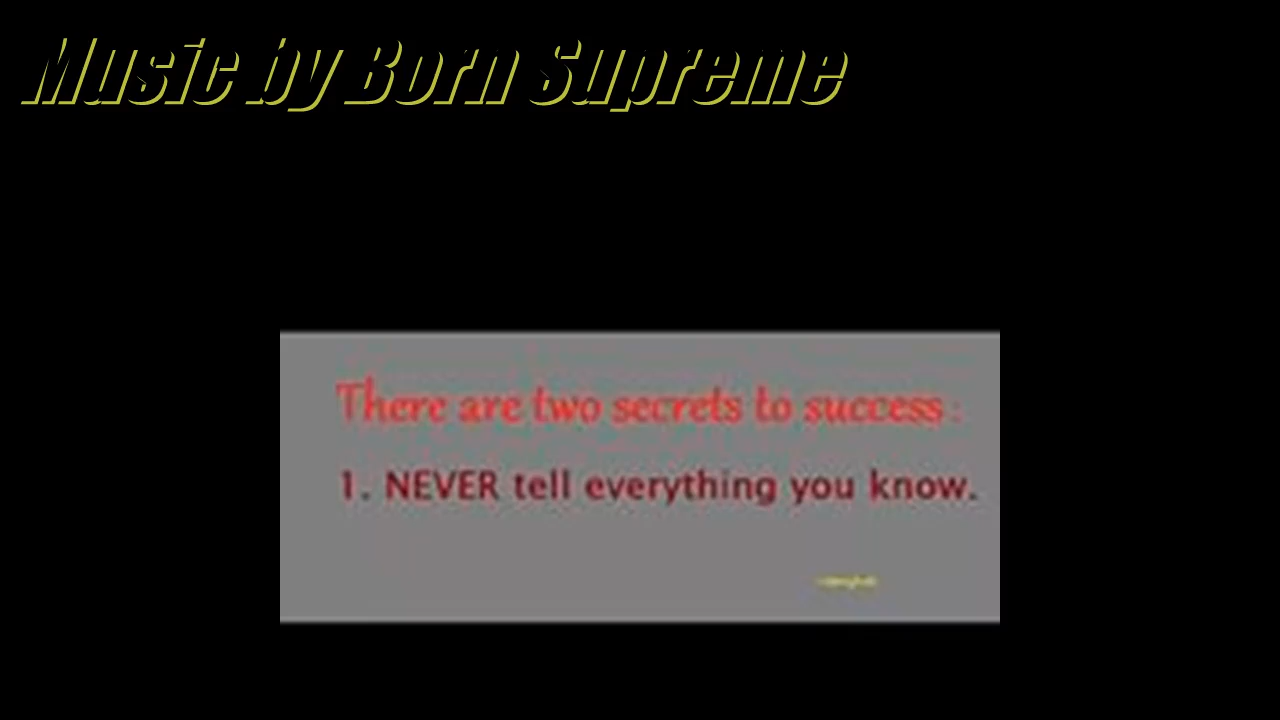 Music by Born Supreme
There are two secrets to success :
1. NEVER tell everything you know.